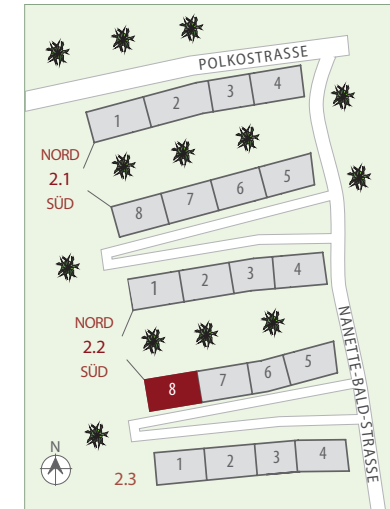 POLKOSTRASSE
1 2 3 4
NORD
2.1
SÜD
8 7 6 5
1 2 3 4
NORD
2.2
SÜD
8 7 6 5
NANETTE-BALD-STRASSE
N
2.3
1 2 3 4